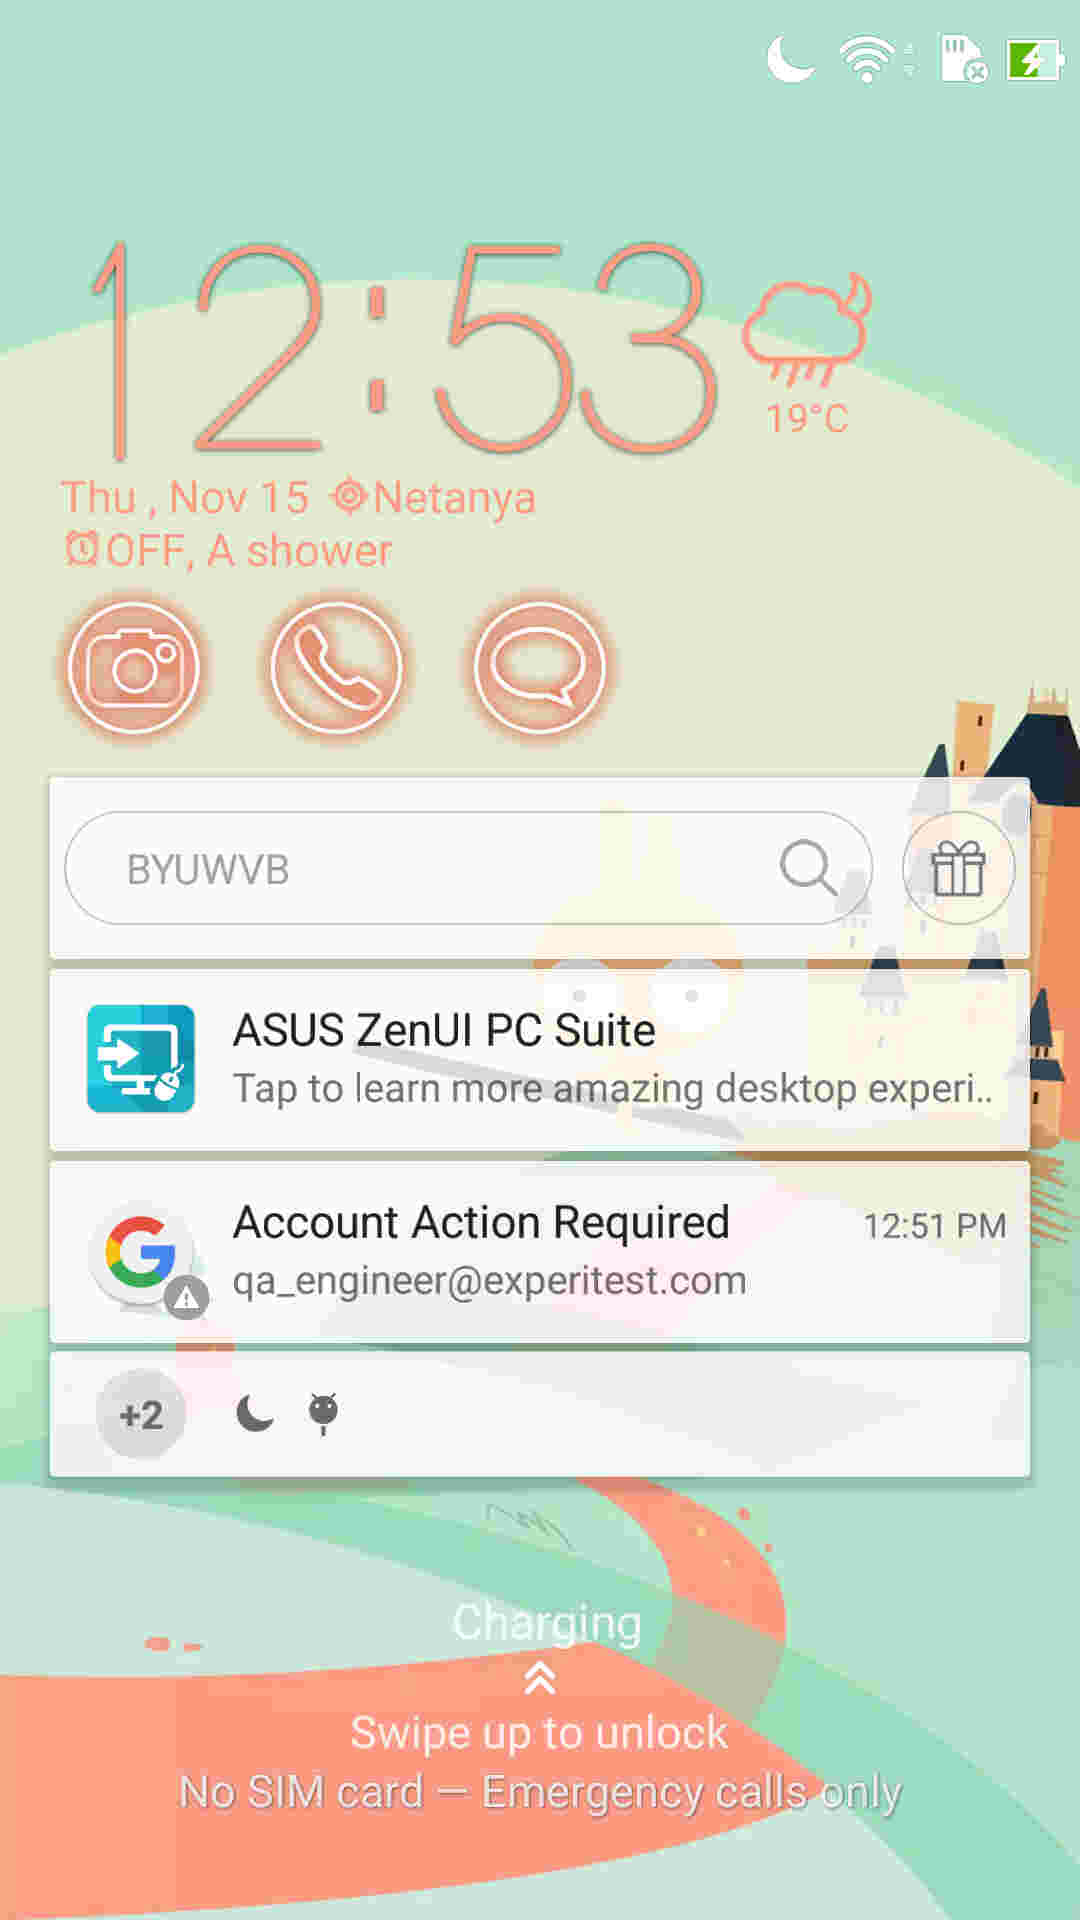 12:53
19°C
Thu , Nov 15 Netanya
OFF, A shower
BYUWVB
ASUS ZenUI PC Suite
Tap to learn more amazing desktop experi..
Account Action Required 12:51 PM
qa_engineer@experitest.com
+2
Charging
Swipe up to unlock
No SIM card — Emergency calls only